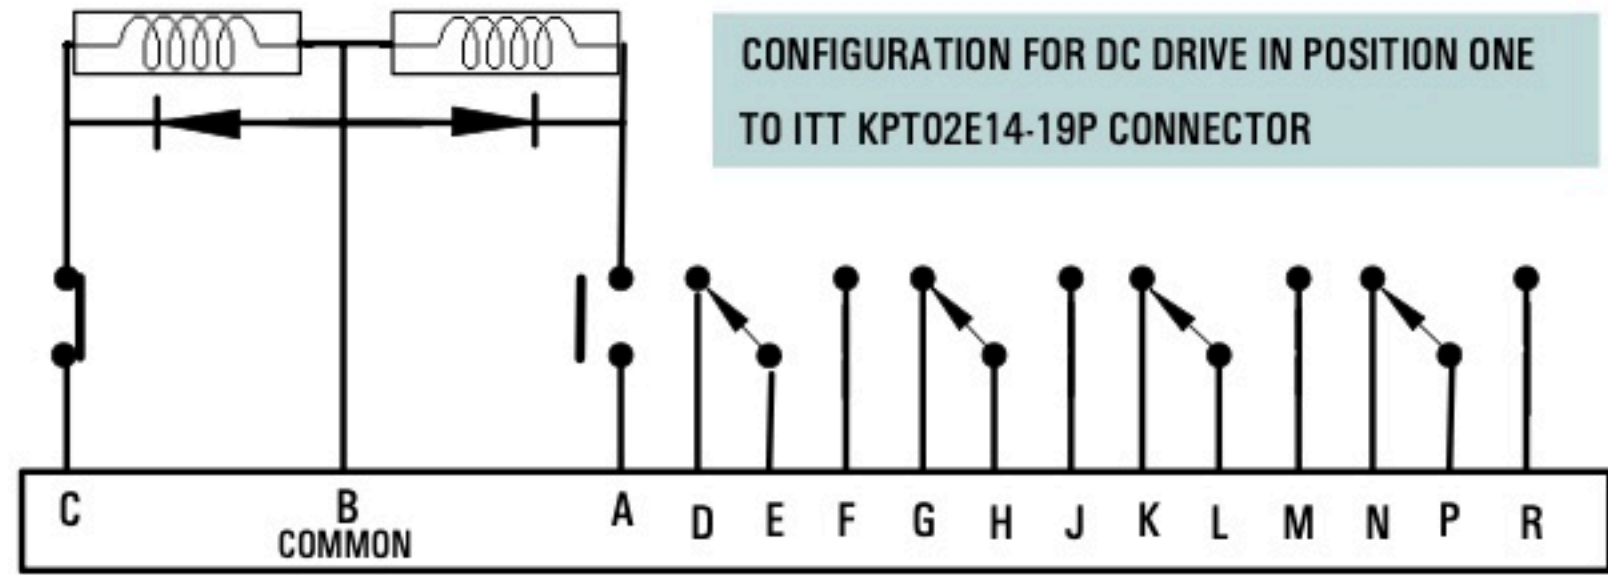 CONFIGURATION FOR DC DRIVE IN POSITION ONE
TO ITT KPT02E14-19P CONNECTOR
C B A D E F G H J K L M N P R
COMMON